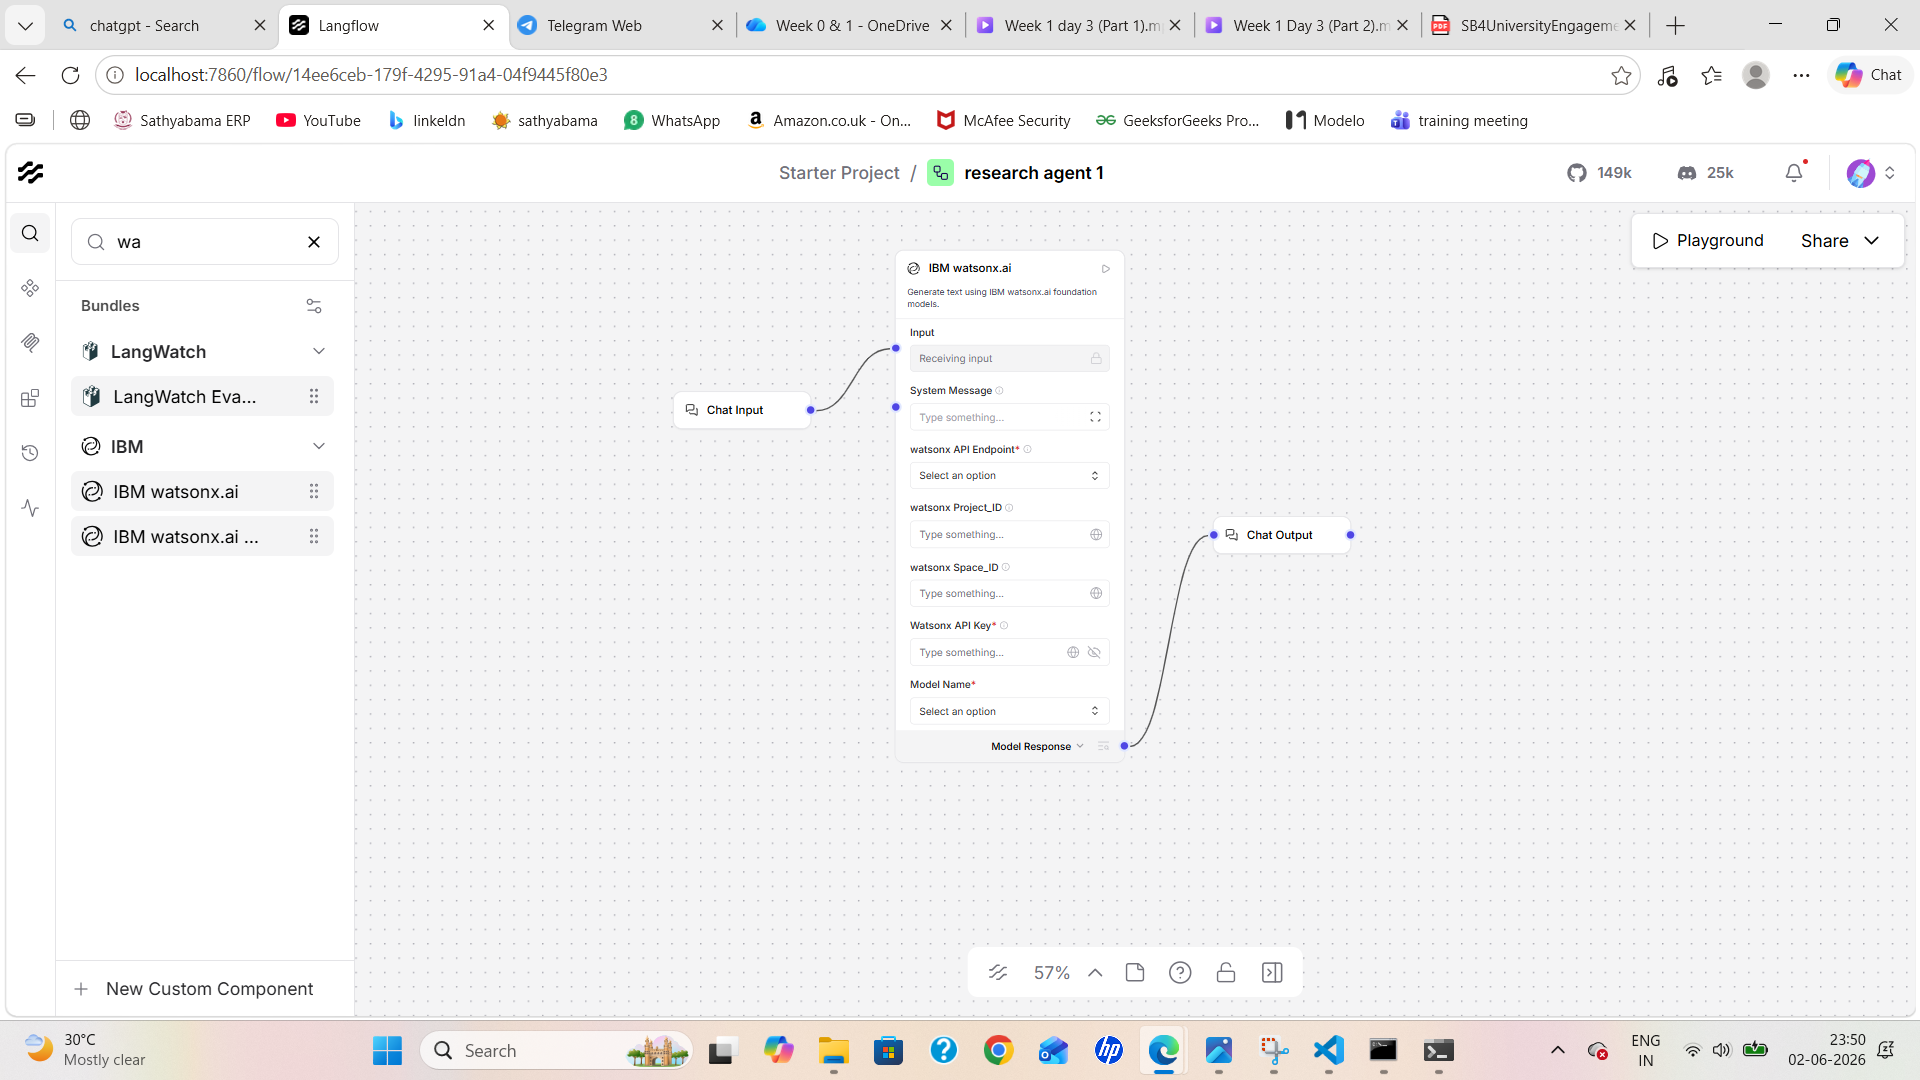 chatgpt - Search
Langflow
Telegram Web
Week 0 & 1 - OneDrive
Week 1 day 3 (Part 1).m
Week 1 Day 3 (Part 2).m
SB4UniversityEngageme
localhost:7860/flow/14ee6ceb-179f-4295-91a4-04f9445f80e3
Chat
Sathyabama ERP
YouTube
linkeldn
sathyabama
8
WhatsApp
Amazon.co.uk - On...
McAfee Security
GeeksforGeeks Pro...
Modelo
training meeting
Starter Project / research agent 1
149k
25k
wa
Playground
Share
Bundles
LangWatch
LangWatch Eva...
IBM
IBM watsonx.ai
IBM watsonx.ai ...
New Custom Component
Chat Input
IBM watsonx.ai
Generate text using IBM watsonx.ai foundation
models.
Input
Receiving input
System Message
Type something...
watsonx API Endpoint*
Select an option
watsonx Project_ID
Type something...
watsonx Space_ID
Type something...
Watsonx API Key*
Type something...
Model Name*
Select an option
Model Response
Chat Output
57%
30°C
Mostly clear
Search
hp
ENG
IN
23:50
02-06-2026